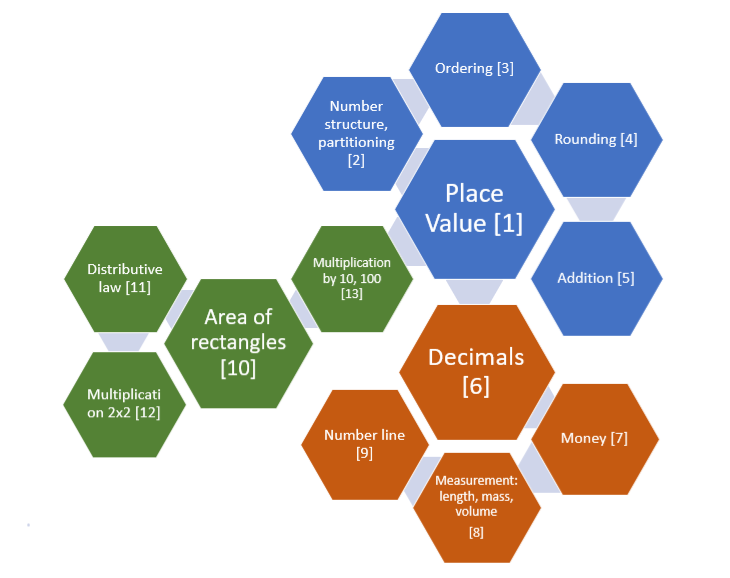 Ordering [3]
Number
structure,
partitioning
[2]
Rounding [4]
Place
Value [1]
Distributive
law [11]
Multiplication
by 10, 100
[13]
Addition [5]
Area of
rectangles
[10]
Decimals
[6]
Multiplicati
on 2x2 [12]
Number line
[9]
Money [7]
Measurement:
length, mass,
volume
[8]